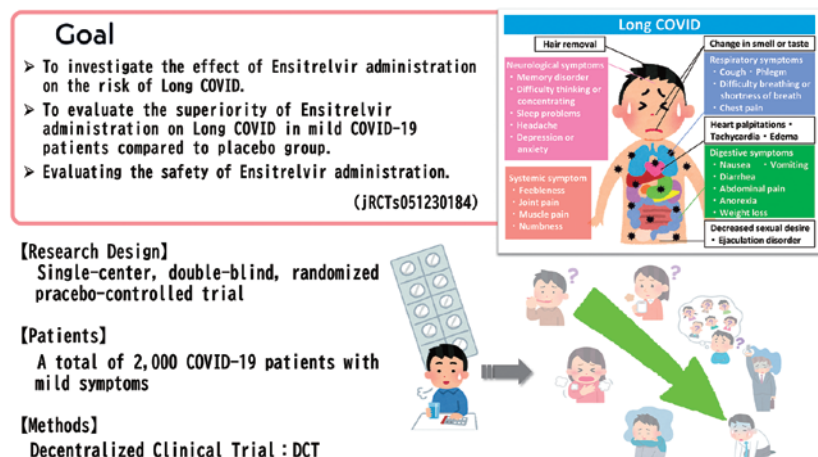 Goal
➢ To investigate the effect of Ensitrelvir administration
on the risk of Long COVID.
➢ To evaluate the superiority of Ensitrelvir
administration on Long COVID in mild COVID-19
patients compared to placebo group.
➢ Evaluating the safety of Ensitrelvir administration.
(jRCTs051230184)
Long COVID
Hair removal
Change in smell or taste
Neurological symptoms
・Memory disorder
・Difficulty thinking or
concentrating
・Sleep problems
・Headache
・Depression or
anxiety
Respiratory symptoms
・Cough・Phlegm
・Difficulty breathing or
shortness of breath
・Chest pain
Heart palpitations・
Tachycardia・Edema
Digestive symptoms
・Nausea ・Vomiting
・Diarrhea
・Abdominal pain
・Anorexia
・Weight loss
Systemic symptom
・Feebleness
・Joint pain
・Muscle pain
・Numbness
Decreased sexual desire
・Ejaculation disorder
【Research Design】
Single-center, double-blind, randomized
pracebo-controlled trial
【Patients】
A total of 2,000 COVID-19 patients with
mild symptoms
【Methods】
Decentralized Clinical Trial：DCT
?
?
?